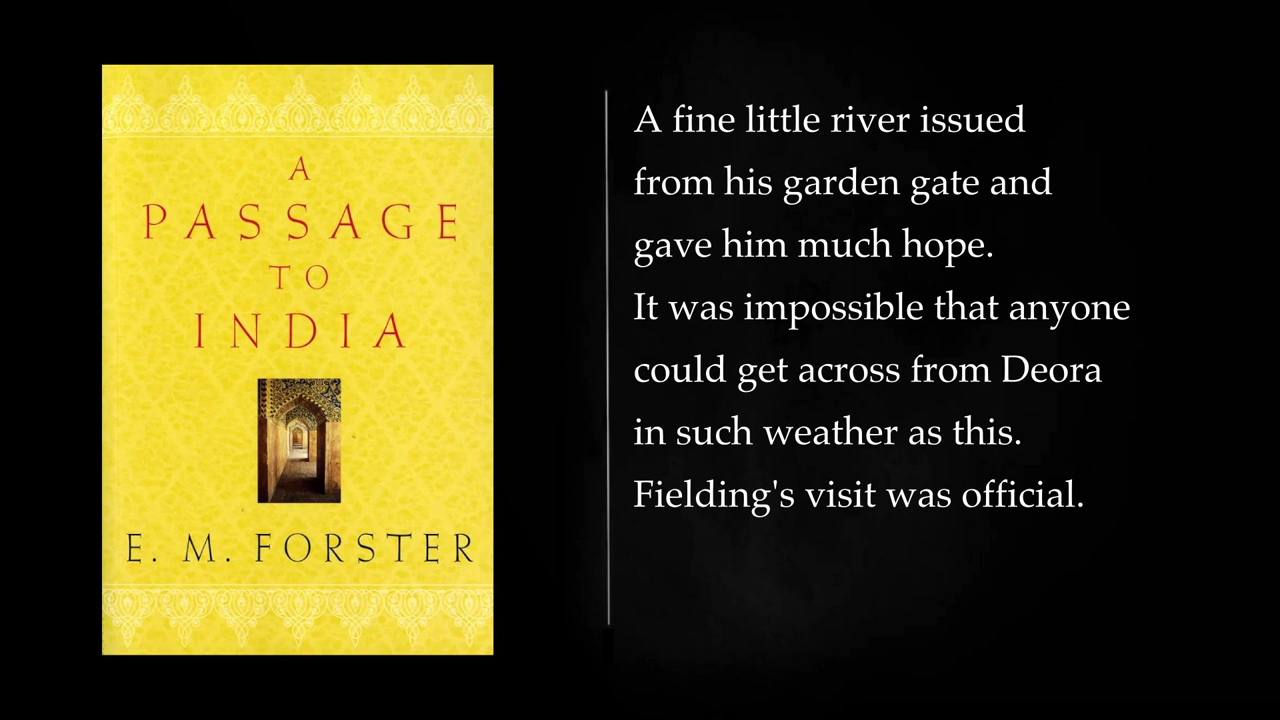 A
PASSAGE
TO
INDIA
E. M. FORSTER
A fine little river issued
from his garden gate and
gave him much hope.
It was impossible that anyone
could get across from Deora
in such weather as this.
Fielding's visit was official.